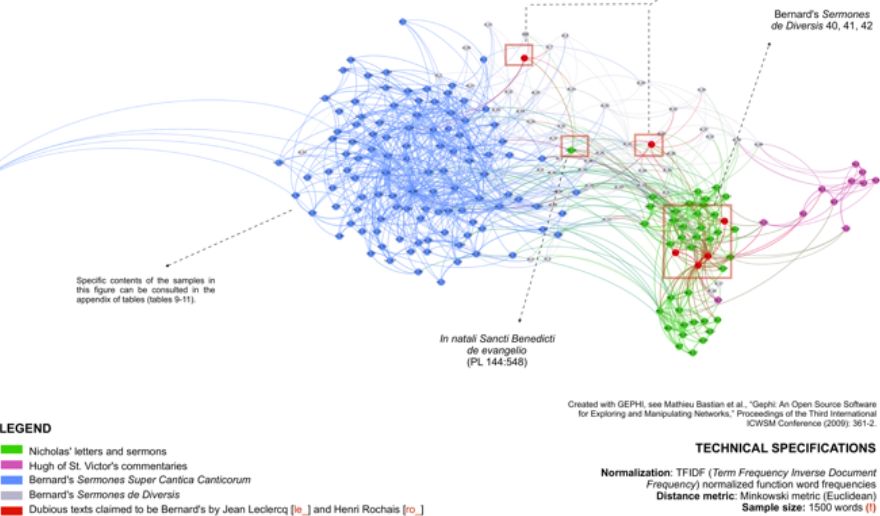 Bernard's Sermones
de Diversis 40, 41, 42
Specific contents of the samples in
this figure can be consulted in the
appendix of tables (tables 9-11).
In natali Sancti Benedicti
de evangelio
(PL 144:548)
Created with GEPHI, see Mathieu Bastian et al., "Gephi: An Open Source Software
for Exploring and Manipulating Networks," Proceedings of the Third International
ICWSM Conference (2009): 361-2.
LEGEND
Nicholas' letters and sermons
Hugh of St. Victor's commentaries
Bernard's Sermones Super Cantica Canticorum
Bernard's Sermones de Diversis
Dubious texts claimed to be Bernard's by Jean Leclercq [le_] and Henri Rochais [ro_]
TECHNICAL SPECIFICATIONS
Normalization: TFIDF (Term Frequency Inverse Document
Frequency) normalized function word frequencies
Distance metric: Minkowski metric (Euclidean)
Sample size: 1500 words (!)